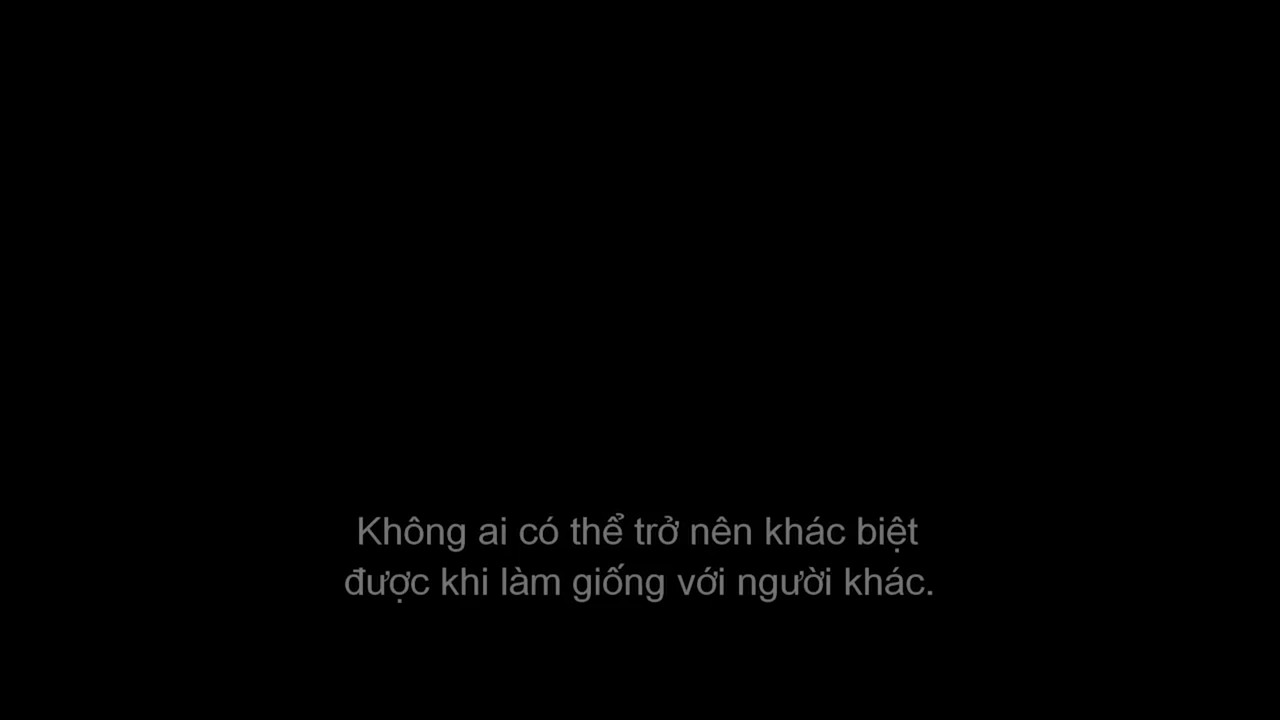 Không ai có thể trở nên khác biệt
được khi làm giống với người khác.